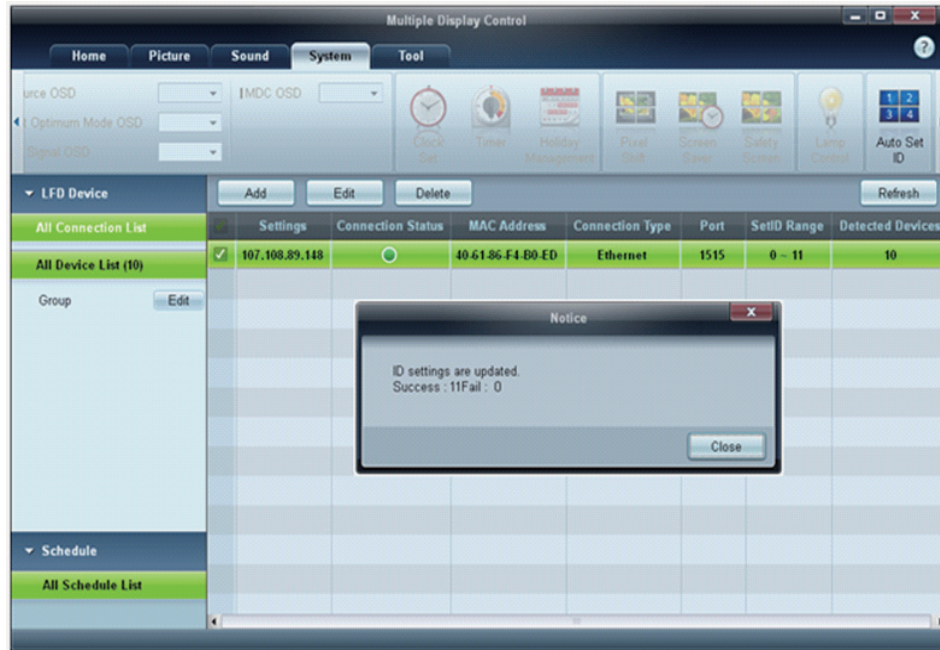 Multiple Display Control
Home Picture Sound System Tool
urce OSD
MDC OSD
Optimum Mode OSD
Signal OSD
Clock Set
Timer
Holiday Management
Pixel Shift
Screen Saver
Safety Screen
Lamp Control
1 2
3 4
Auto Set ID
LFD Device
Add Edit Delete Refresh
All Connection List
Settings Connection Status MAC Address Connection Type Port SetID Range Detected Devices
107.108.89.148 40-61-86-F4-B0-ED Ethernet 1515 0 ~ 11 10
All Device List (10)
Group Edit
Notice
ID settings are updated.
Success : 11Fail : 0
Close
Schedule
All Schedule List